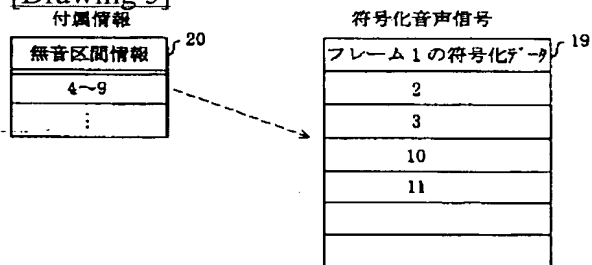 [Drawing 5]
付属情報
20
無音区間情報
4〜9
⋮
符号化音声信号
19
フレーム1の符号化データ
2
3
10
11